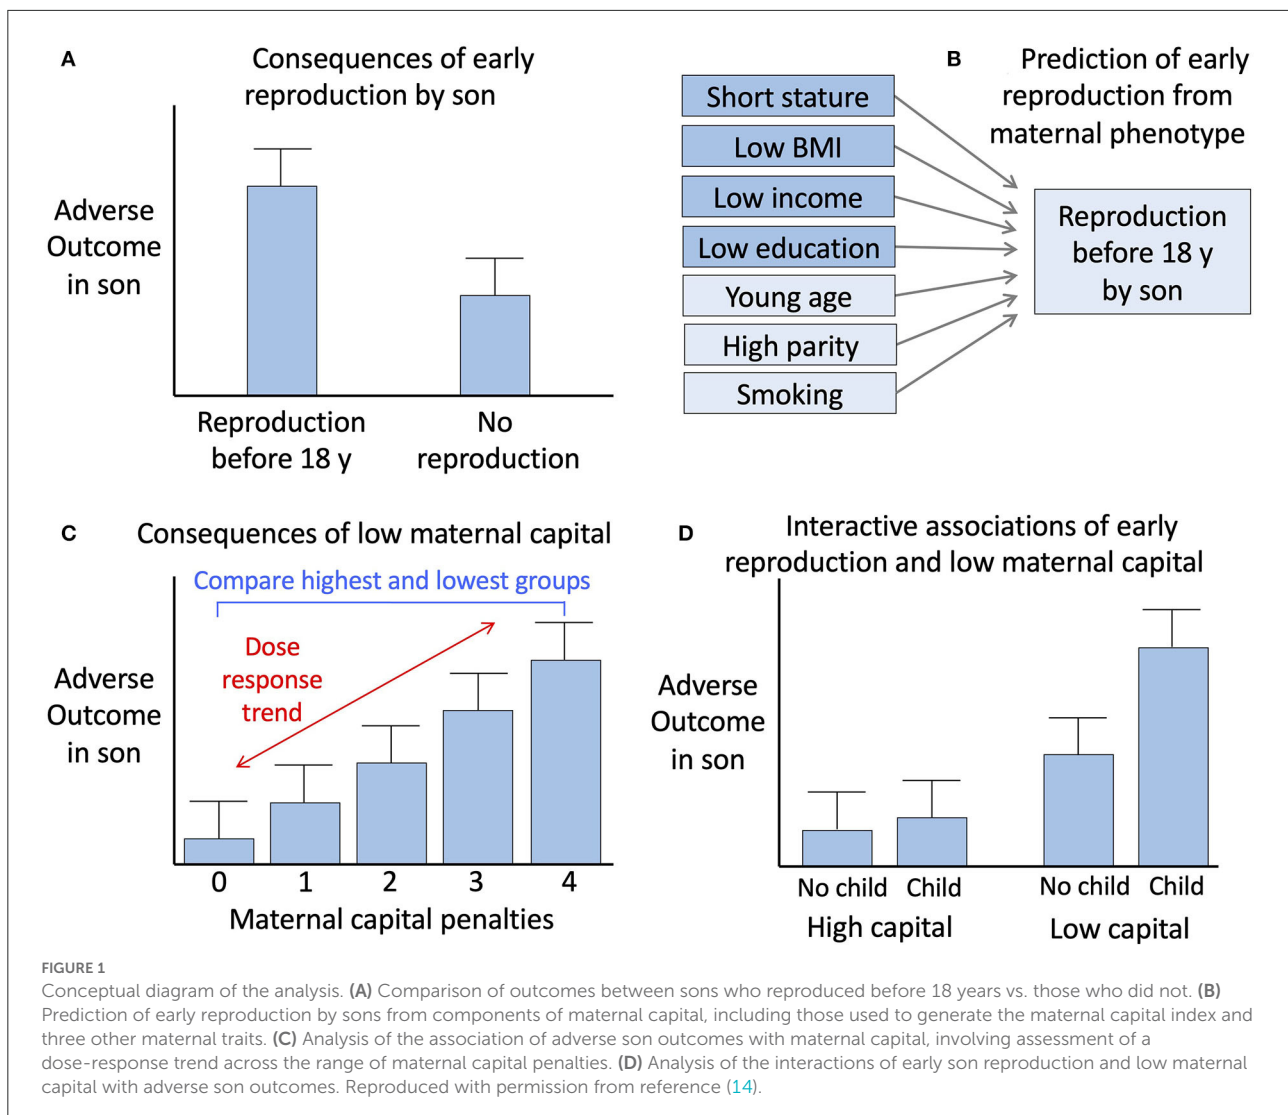 A
Consequences of early
reproduction by son
Adverse
Outcome
in son
Reproduction
before 18 y
No
reproduction
B
Prediction of early
reproduction from
maternal phenotype
Short stature
Low BMI
Low income
Low education
Young age
High parity
Smoking
Reproduction
before 18 y
by son
C
Consequences of low maternal capital
Compare highest and lowest groups
Dose
response
trend
Adverse
Outcome
in son
0 1 2 3 4
Maternal capital penalties
D
Interactive associations of early
reproduction and low maternal capital
Adverse
Outcome
in son
No child Child No child Child
High capital Low capital
FIGURE 1
Conceptual diagram of the analysis. (A) Comparison of outcomes between sons who reproduced before 18 years vs. those who did not. (B)
Prediction of early reproduction by sons from components of maternal capital, including those used to generate the maternal capital index and
three other maternal traits. (C) Analysis of the association of adverse son outcomes with maternal capital, involving assessment of a
dose-response trend across the range of maternal capital penalties. (D) Analysis of the interactions of early son reproduction and low maternal
capital with adverse son outcomes. Reproduced with permission from reference (14).